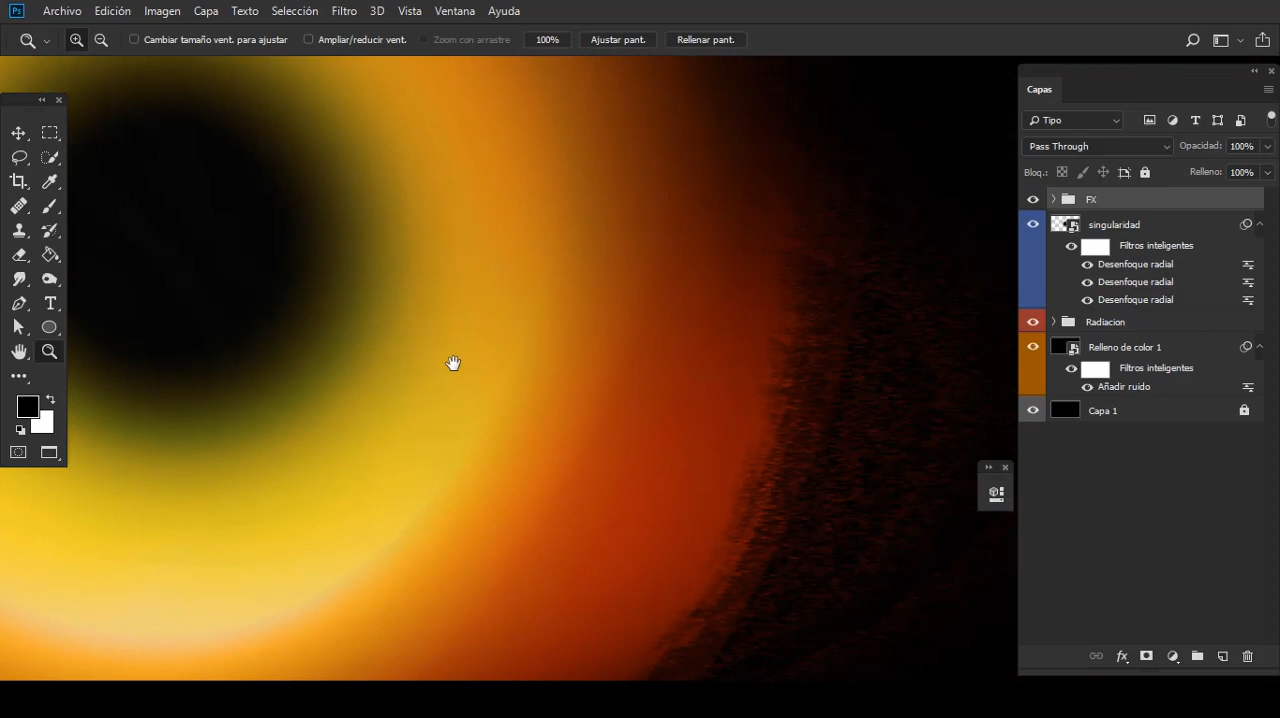 Ps Archivo Edición Imagen Capa Texto Selección Filtro 3D Vista Ventana Ayuda
Cambiar tamaño vent. para ajustar Ampliar/reducir vent. Zoom con arrastre 100% Ajustar pant. Rellenar pant.
Capas
Tipo
Pass Through Opacidad: 100%
Bloq.: Relleno: 100%
FX
singularidad
Filtros inteligentes
Desenfoque radial
Desenfoque radial
Desenfoque radial
Radiacion
Relleno de color 1
Filtros inteligentes
Añadir ruido
Capa 1
fx